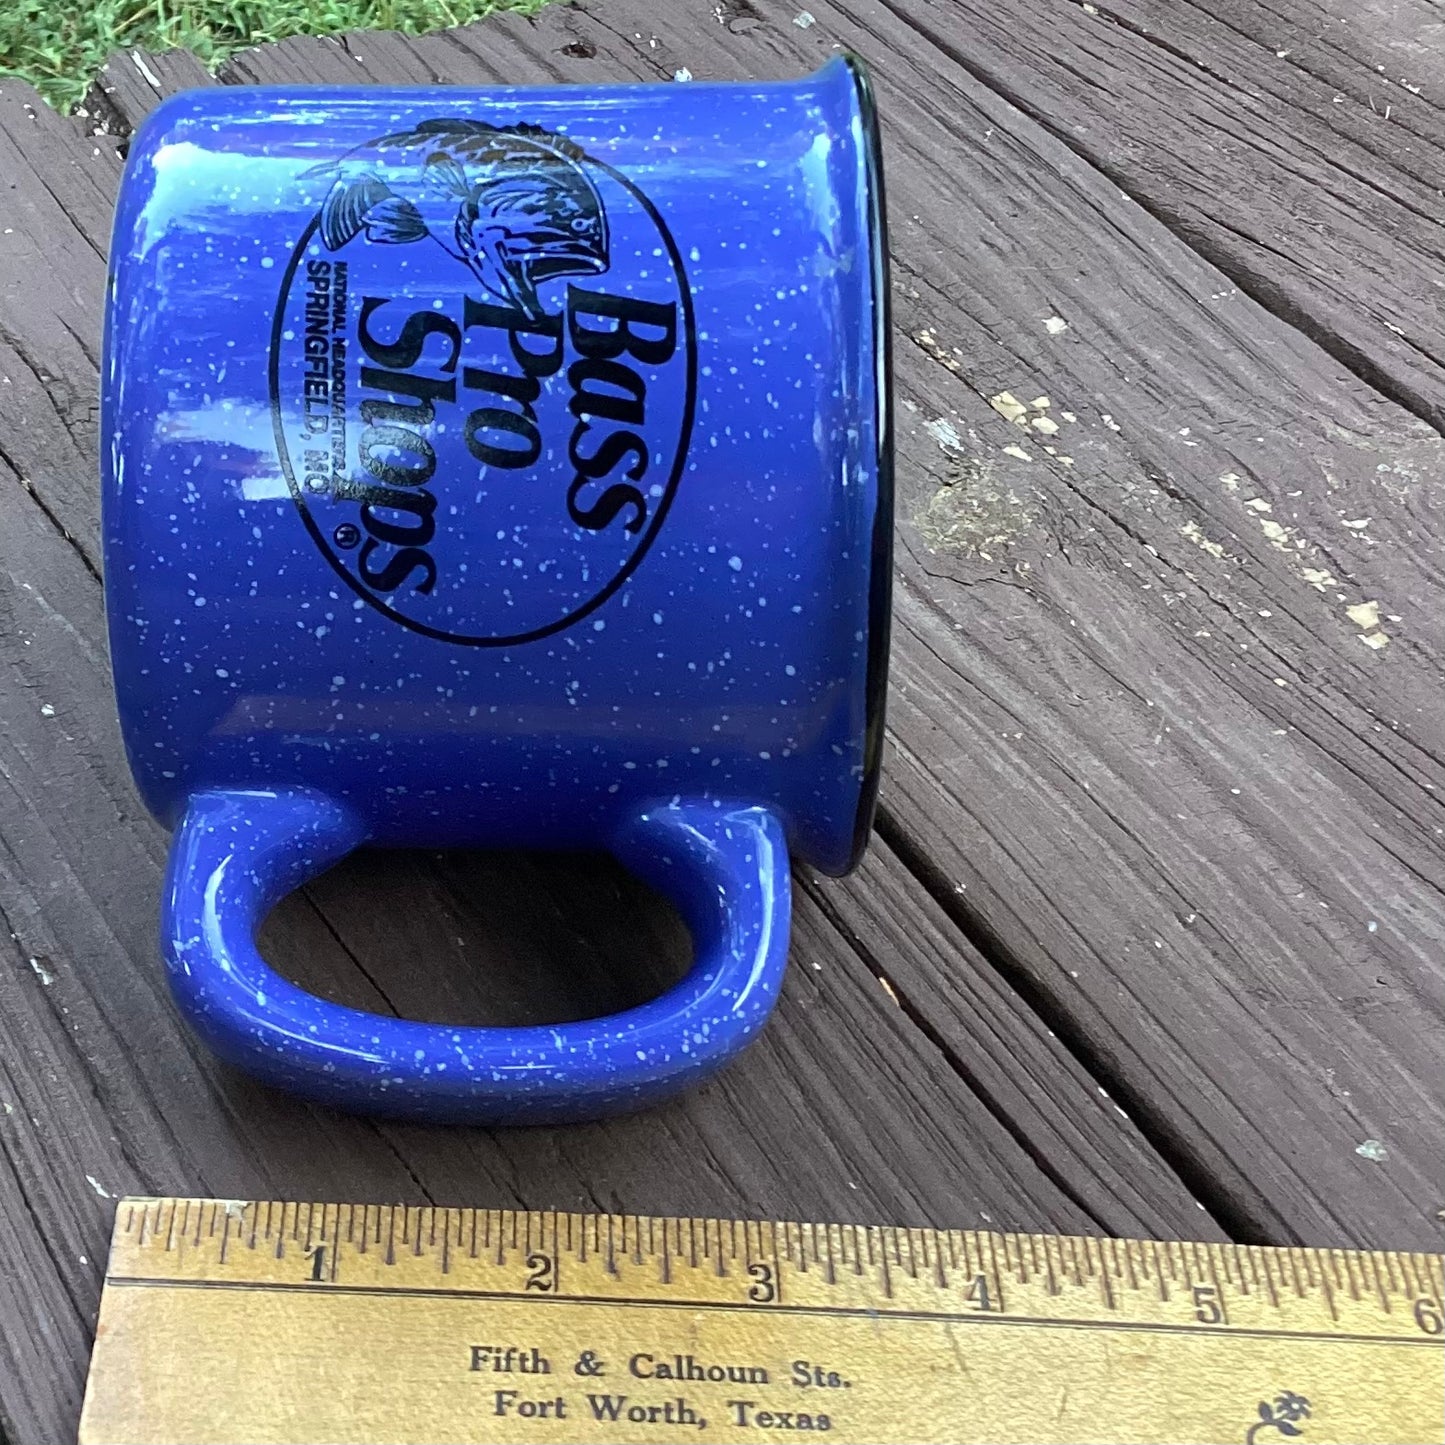 Bass
Pro
Shops
®
NATIONAL HEADQUARTERS
SPRINGFIELD, MO
1 2 3 4 5 6
Fifth & Calhoun Sts.
Fort Worth, Texas